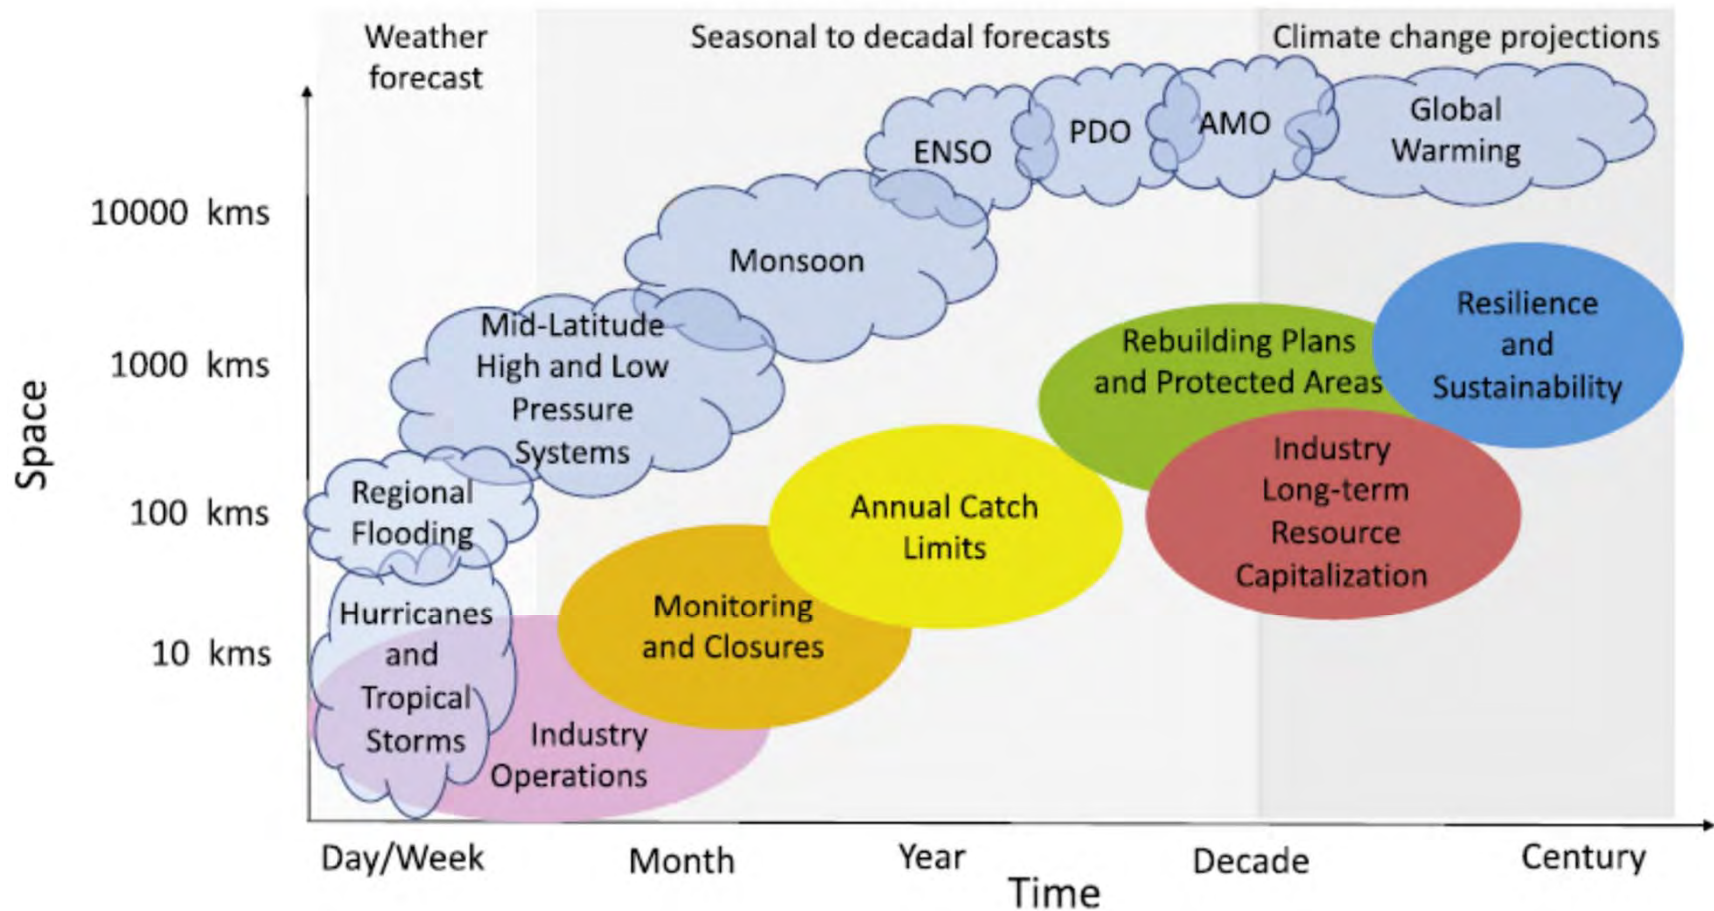 Weather
forecast
Seasonal to decadal forecasts
Climate change projections
ENSO
PDO
AMO
Global
Warming
10000 kms
Monsoon
Mid-Latitude
High and Low
Pressure
Systems
1000 kms
Rebuilding Plans
and Protected Areas
Resilience
and
Sustainability
Space
Regional
Flooding
100 kms
Annual Catch
Limits
Industry
Long-term
Resource
Capitalization
Hurricanes
and
Tropical
Storms
Monitoring
and Closures
10 kms
Industry
Operations
Day/Week
Month
Year
Decade
Century
Time